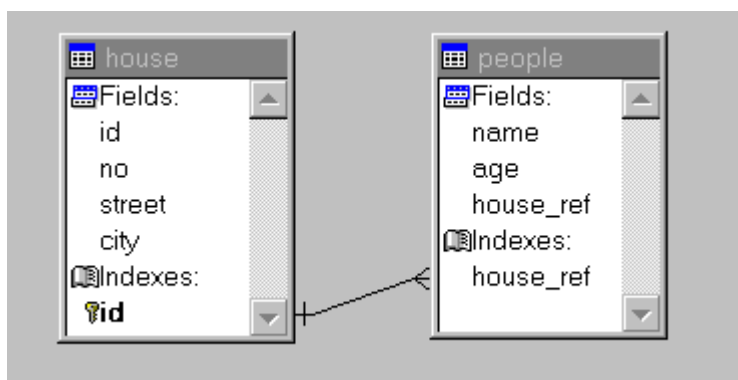 house
Fields:
id
no
street
city
Indexes:
id
people
Fields:
name
age
house_ref
Indexes:
house_ref